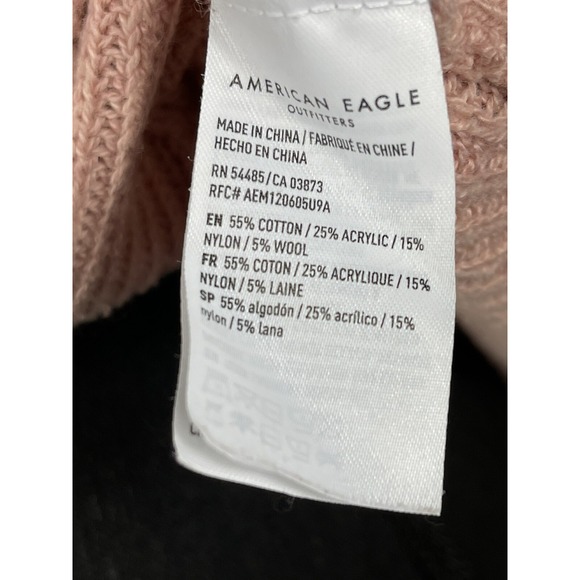 AMERICAN EAGLE
OUTFITTERS
MADE IN CHINA / FABRIQUÉ EN CHINE /
HECHO EN CHINA
RN 54485 / CA 03873
RFC# AEM120605U9A
EN 55% COTTON / 25% ACRYLIC / 15%
NYLON / 5% WOOL
FR 55% COTON / 25% ACRYLIQUE / 15%
NYLON / 5% LAINE
SP 55% algodón / 25% acrílico / 15%
nylon / 5% lana